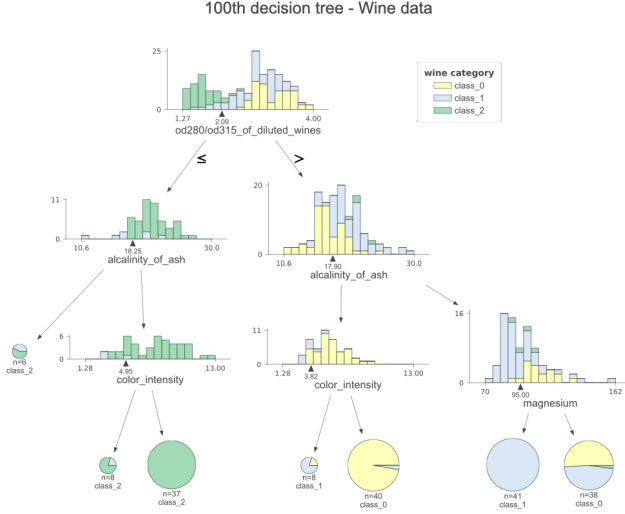 100th decision tree - Wine data
25
0
1.27
2.09
4.00
od280/od315_of_diluted_wines
wine category
class_0
class_1
class_2
≤
>
11
0
10.6
18.25
30.0
alcalinity_of_ash
20
0
10.6
17.90
30.0
alcalinity_of_ash
n=6
class_2
6
0
1.28
4.95
13.00
color_intensity
11
0
1.28
3.82
13.00
color_intensity
16
0
70
95.00
162
magnesium
n=8
class_2
n=37
class_2
n=8
class_1
n=40
class_0
n=41
class_1
n=38
class_0